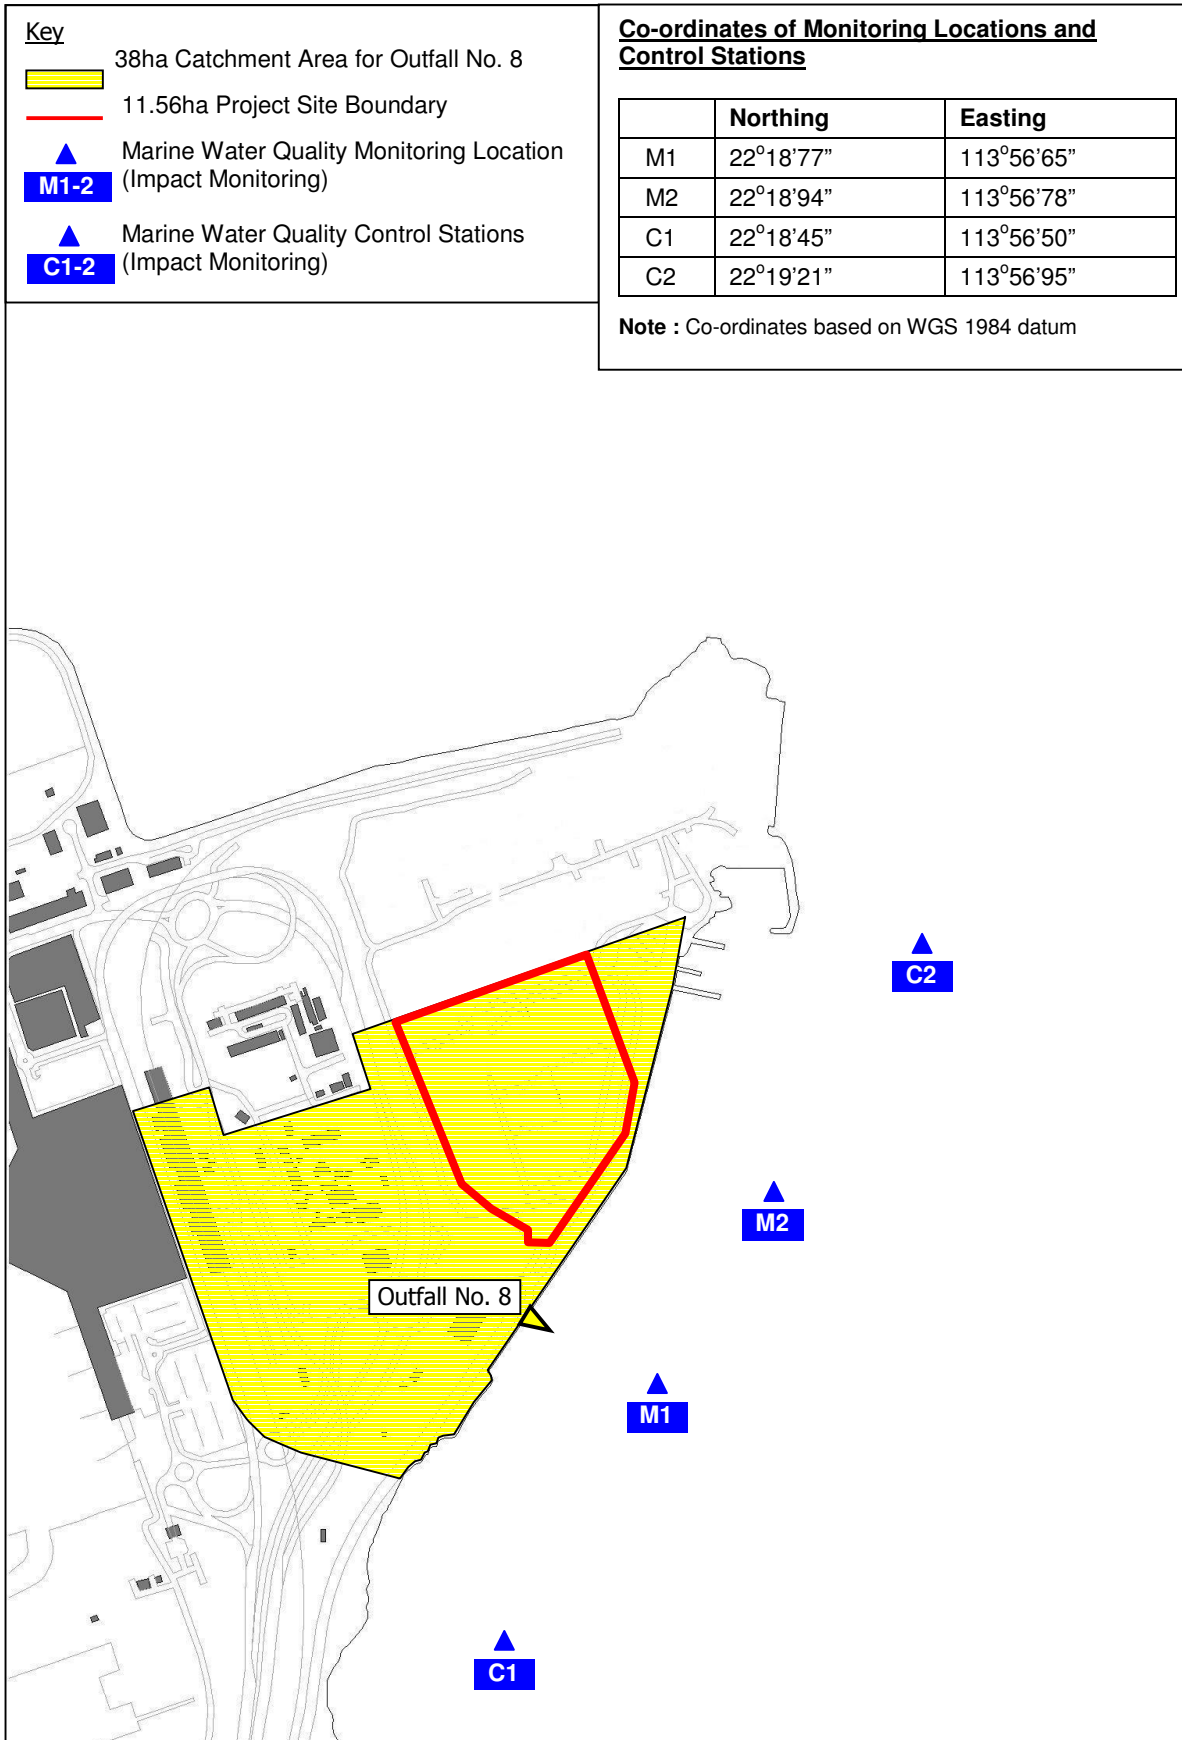 Key
38ha Catchment Area for Outfall No. 8
11.56ha Project Site Boundary
Marine Water Quality Monitoring Location
M1-2 (Impact Monitoring)
Marine Water Quality Control Stations
C1-2 (Impact Monitoring)
Co-ordinates of Monitoring Locations and
Control Stations
Northing Easting
M1 22°18'77” 113°56'65”
M2 22°18'94” 113°56'78”
C1 22°18'45” 113°56'50”
C2 22°19'21” 113°56'95”
Note : Co-ordinates based on WGS 1984 datum
C2
M2
Outfall No. 8
M1
C1